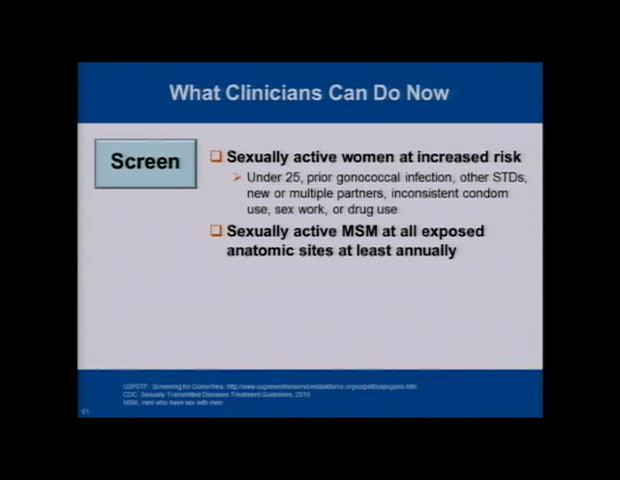 What Clinicians Can Do Now
Screen
Sexually active women at increased risk
Under 25, prior gonococcal infection, other STDs,
new or multiple partners, inconsistent condom
use, sex work, or drug use
Sexually active MSM at all exposed
anatomic sites at least annually
USPSTF. Screening for Gonorrhea,
CDC. Sexually Transmitted Diseases Treatment Guidelines, 2010
MSM: men who have sex with men
61